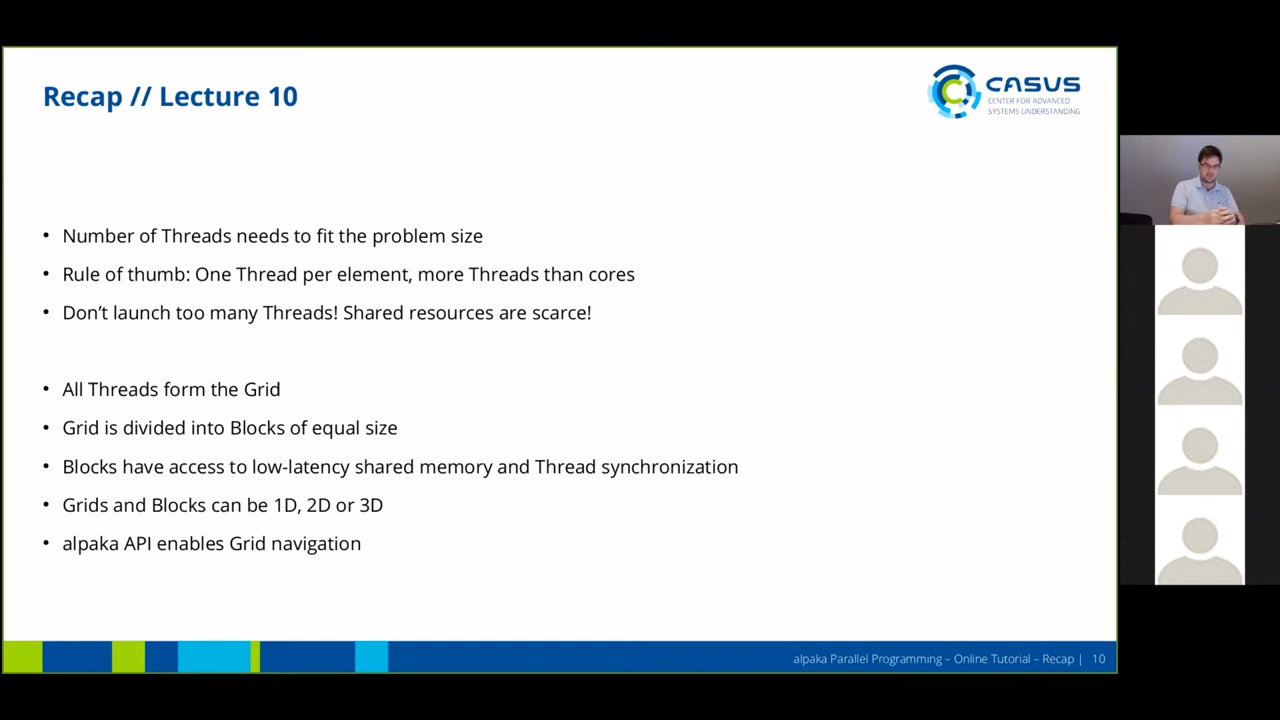 Recap // Lecture 10
CASUS
CENTER FOR ADVANCED
SYSTEMS UNDERSTANDING
• Number of Threads needs to fit the problem size
• Rule of thumb: One Thread per element, more Threads than cores
• Don’t launch too many Threads! Shared resources are scarce!
• All Threads form the Grid
• Grid is divided into Blocks of equal size
• Blocks have access to low-latency shared memory and Thread synchronization
• Grids and Blocks can be 1D, 2D or 3D
• alpaka API enables Grid navigation
alpaka Parallel Programming – Online Tutorial – Recap | 10